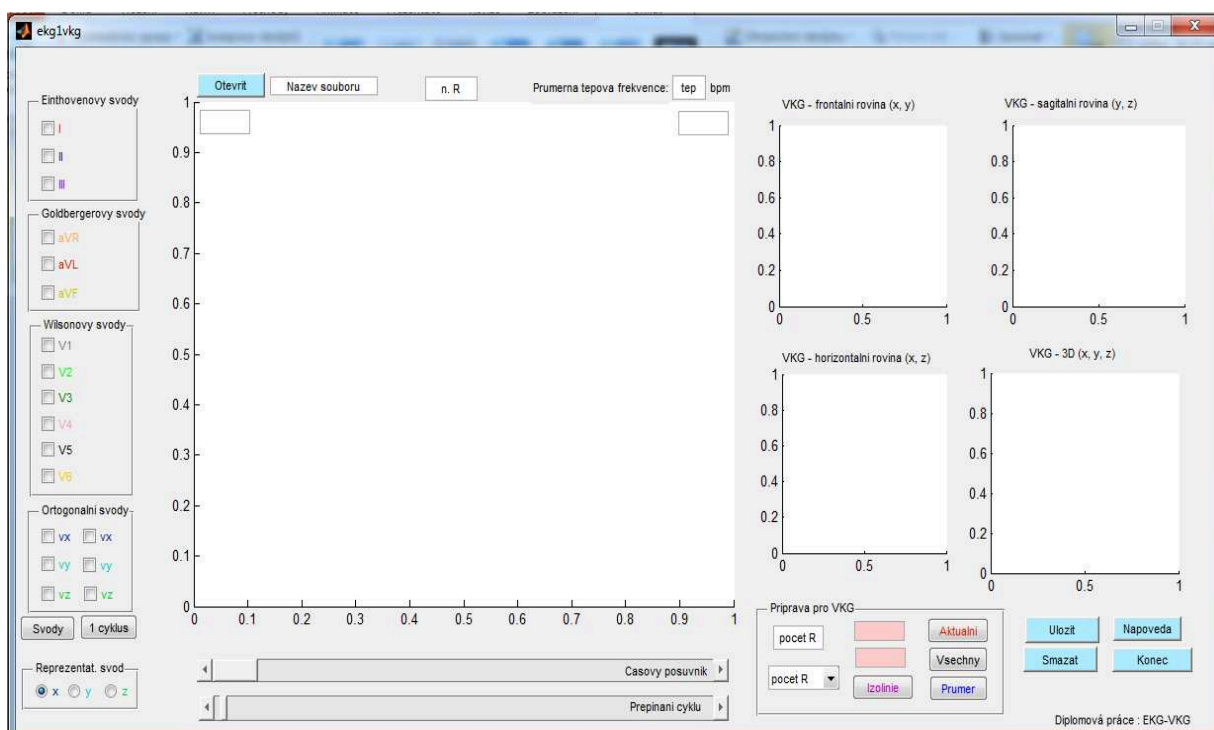 ekg1vkg
Otevrit Nazev souboru n. R Prumerna tepova frekvence: tep bpm
Einthovenovy svody
I
II
III
Goldbergerovy svody
aVR
aVL
aVF
Wilsonovy svody
V1
V2
V3
V4
V5
V6
Ortogonalni svody
vx vx
vy vy
vz vz
Svody 1 cyklus
Reprezentat. svod
x y z
1
0.9
0.8
0.7
0.6
0.5
0.4
0.3
0.2
0.1
0
0 0.1 0.2 0.3 0.4 0.5 0.6 0.7 0.8 0.9 1
Casovy posuvnik
Prepinani cyklu
VKG - frontalni rovina (x, y)
1
0.8
0.6
0.4
0.2
0
0 0.5 1
VKG - sagitalni rovina (y, z)
1
0.8
0.6
0.4
0.2
0
0 0.5 1
VKG - horizontalni rovina (x, z)
1
0.8
0.6
0.4
0.2
0
0 0.5 1
VKG - 3D (x, y, z)
1
0.8
0.6
0.4
0.2
0
0 0.5 1
Priprava pro VKG
pocet R Aktualni
Vsechny
pocet R Izolinie Prumer
Ulozit Napoveda
Smazat Konec
Diplomová práce : EKG-VKG